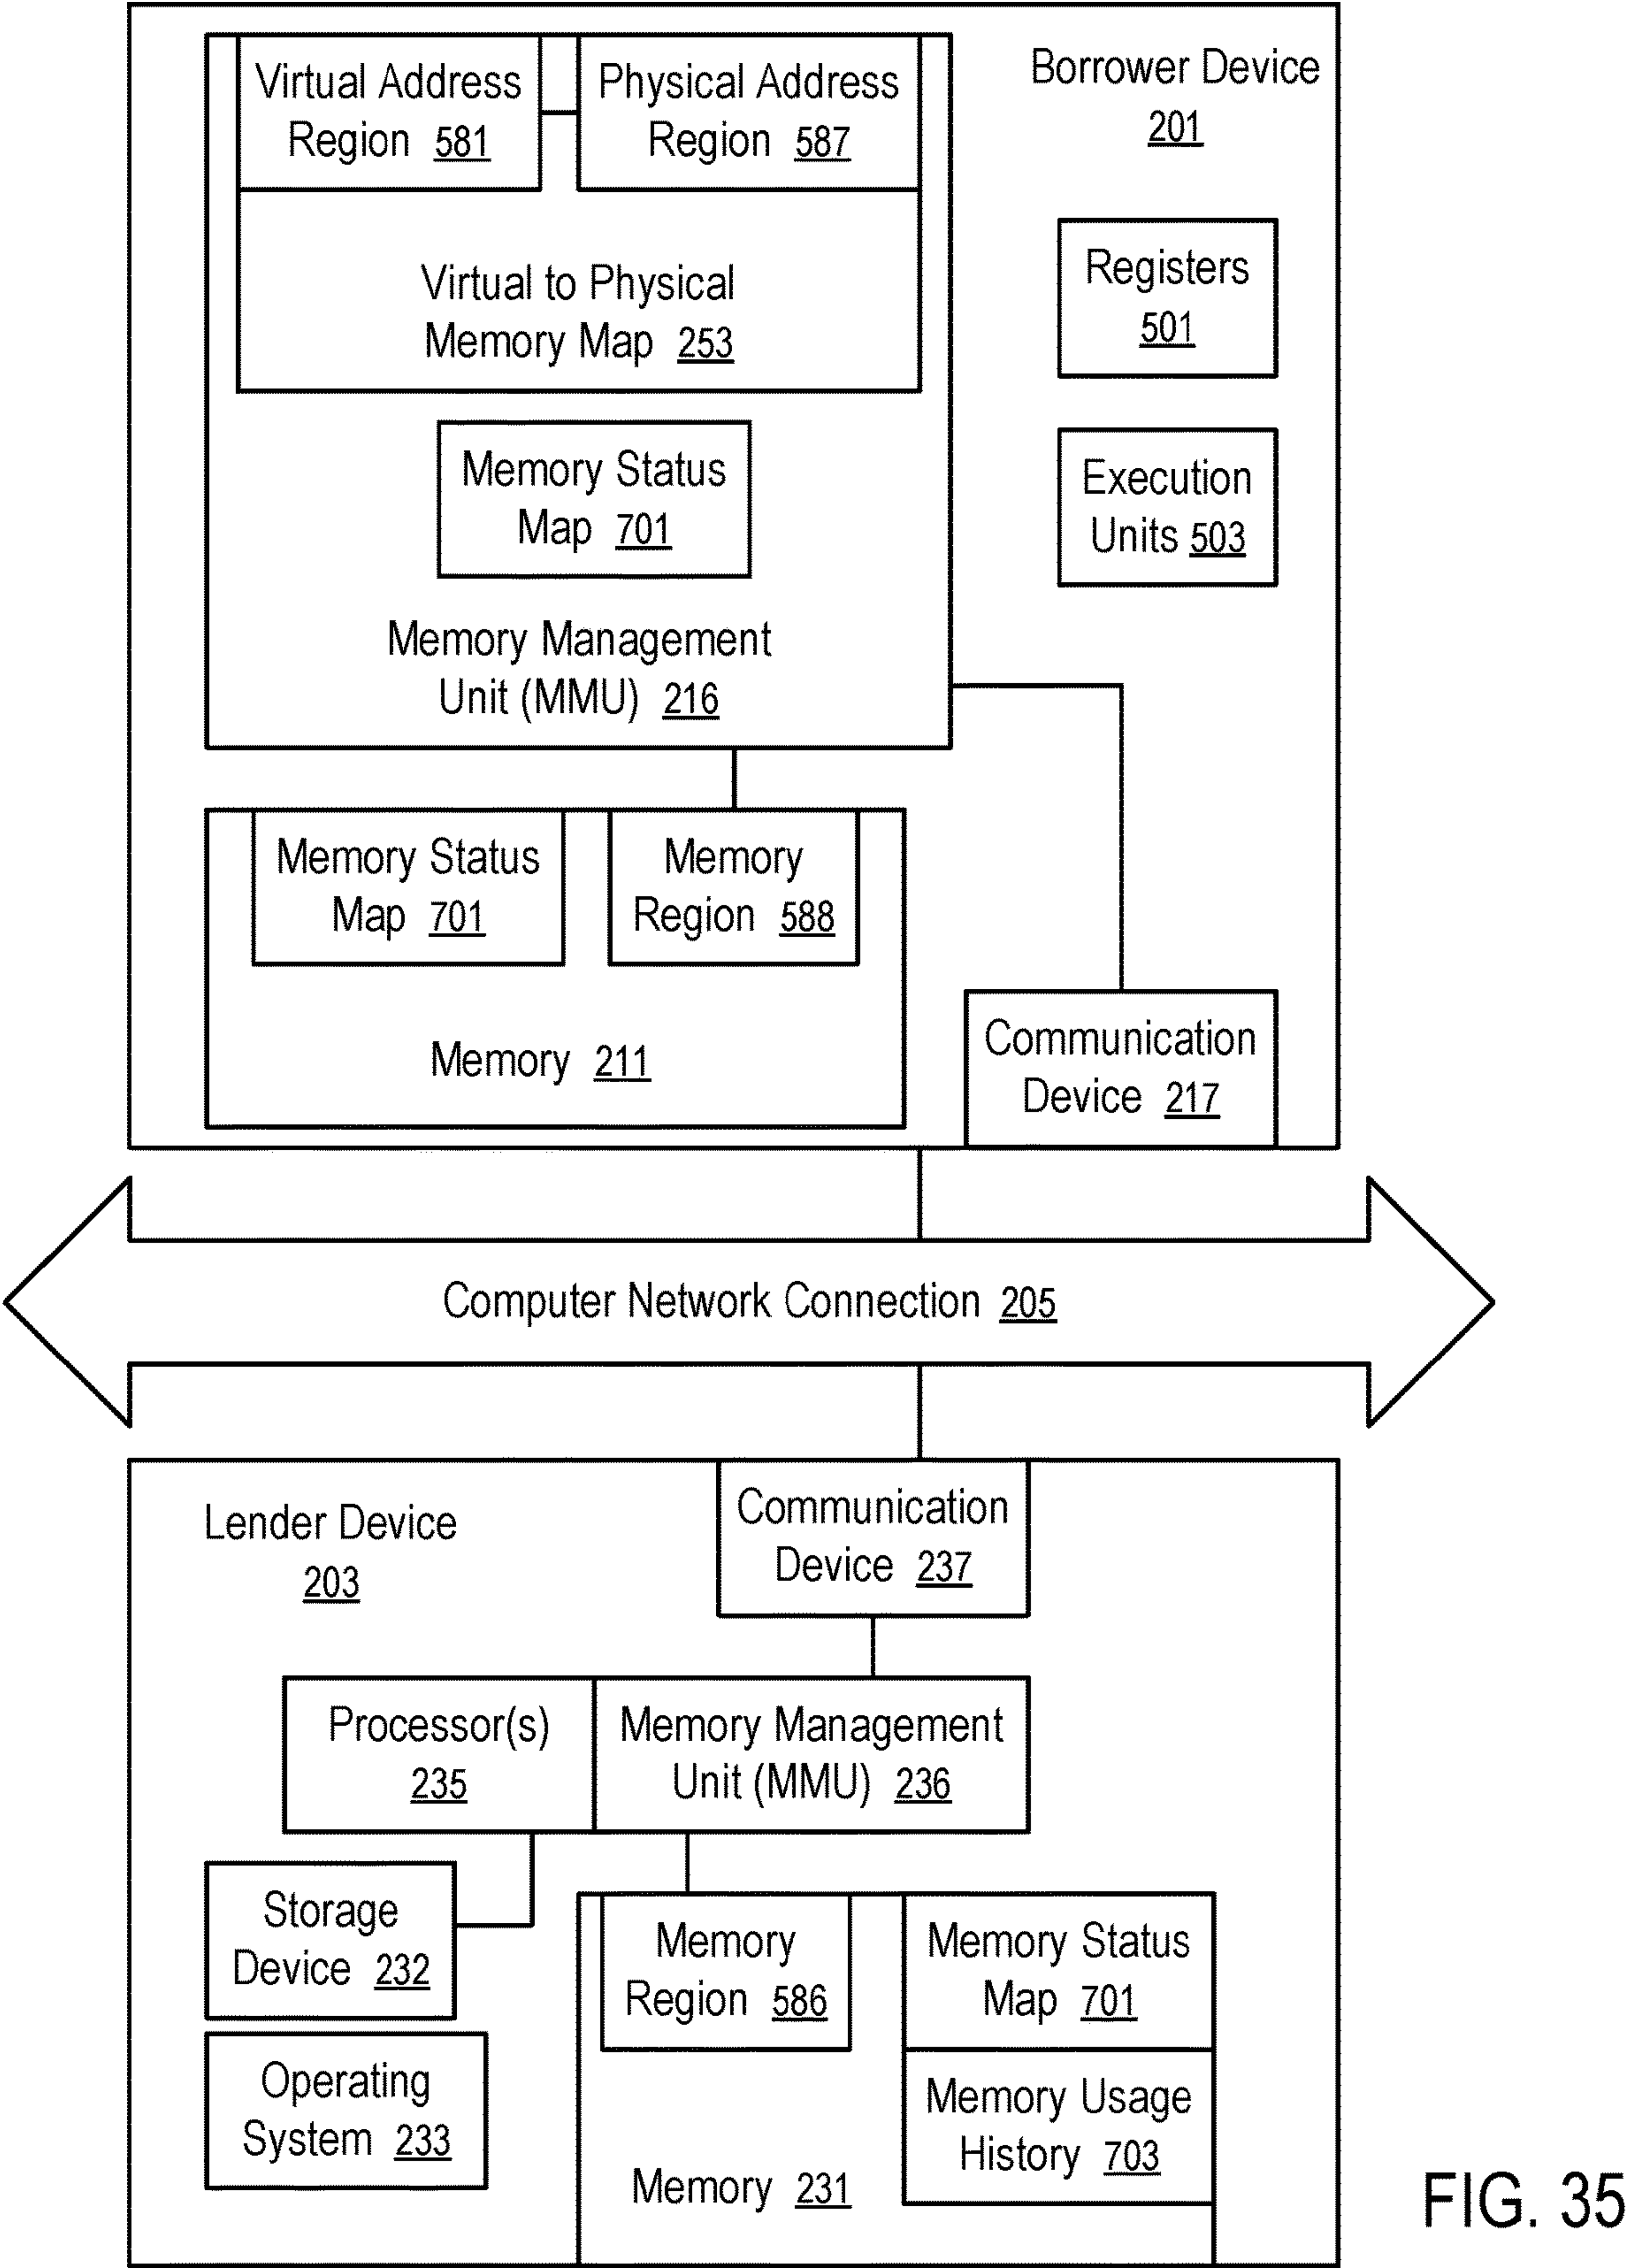 Borrower Device
201
Virtual Address
Region 581
Physical Address
Region 587
Virtual to Physical
Memory Map 253
Registers
501
Memory Status
Map 701
Execution
Units 503
Memory Management
Unit (MMU) 216
Memory Status
Map 701
Memory
Region 588
Memory 211
Communication
Device 217
Computer Network Connection 205
Lender Device
203
Communication
Device 237
Processor(s)
235
Memory Management
Unit (MMU) 236
Storage
Device 232
Memory
Region 586
Memory Status
Map 701
Operating
System 233
Memory Usage
History 703
Memory 231
FIG. 35